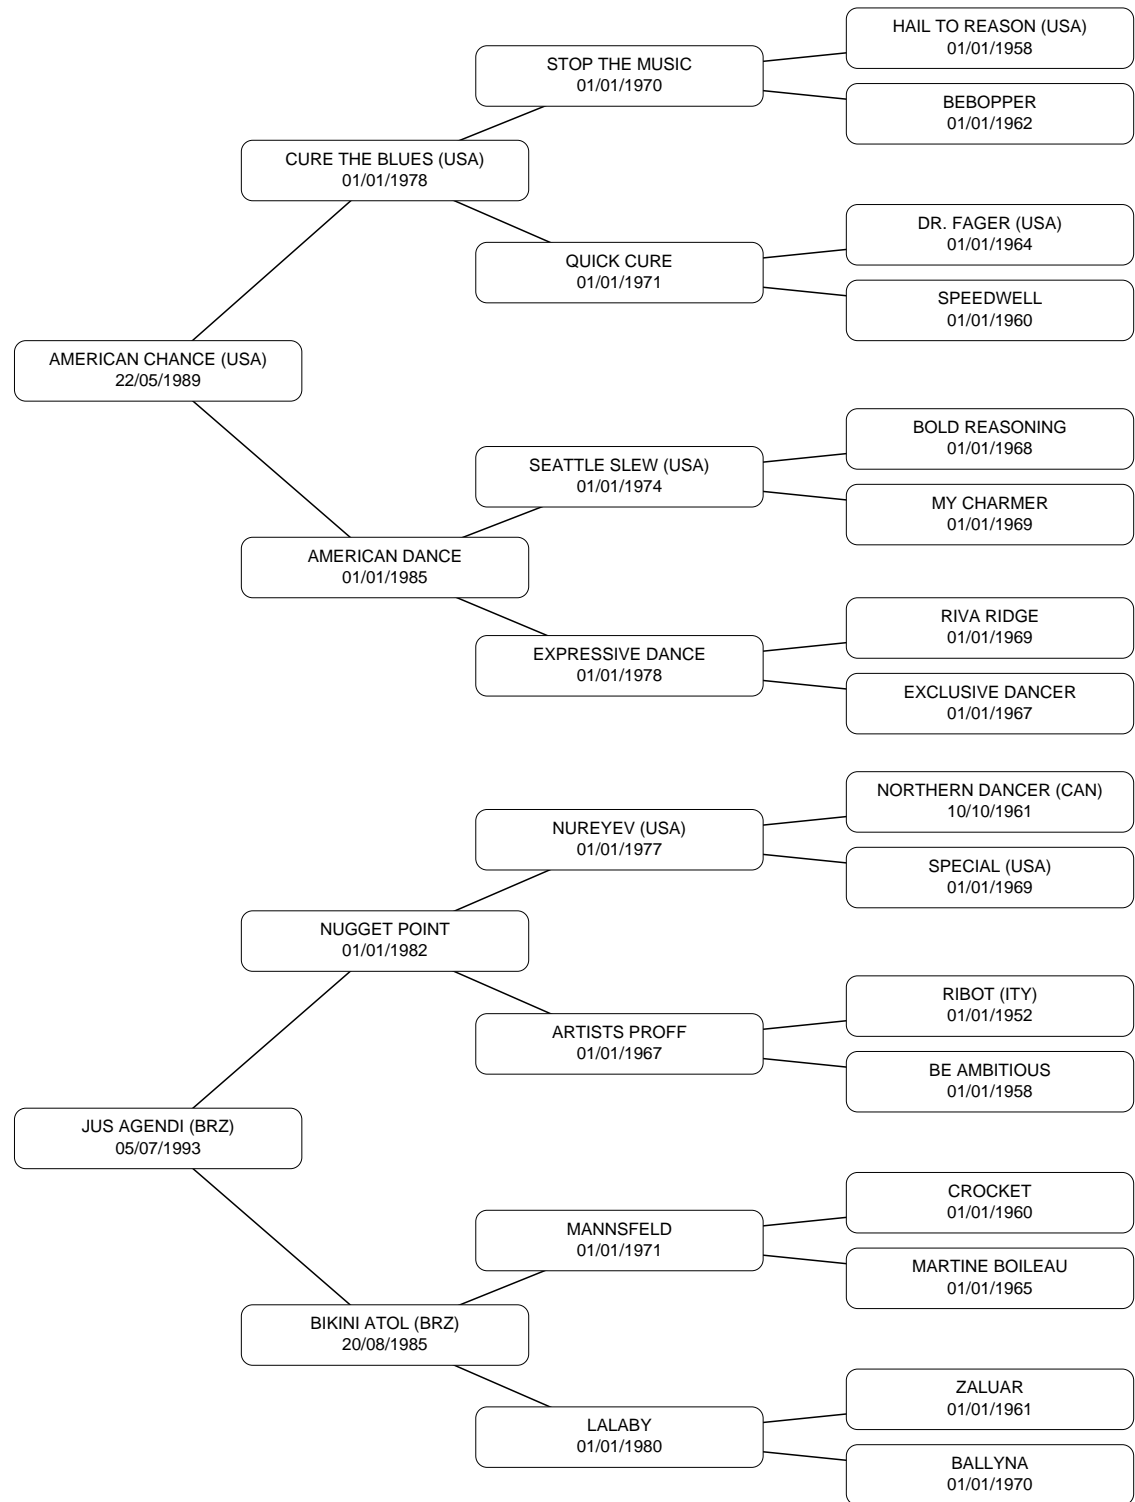 HAIL TO REASON (USA)
01/01/1958
STOP THE MUSIC
01/01/1970
BEBOPPER
01/01/1962
CURE THE BLUES (USA)
01/01/1978
DR. FAGER (USA)
01/01/1964
QUICK CURE
01/01/1971
SPEEDWELL
01/01/1960
AMERICAN CHANCE (USA)
22/05/1989
BOLD REASONING
01/01/1968
SEATTLE SLEW (USA)
01/01/1974
MY CHARMER
01/01/1969
AMERICAN DANCE
01/01/1985
RIVA RIDGE
01/01/1969
EXPRESSIVE DANCE
01/01/1978
EXCLUSIVE DANCER
01/01/1967
NORTHERN DANCER (CAN)
10/10/1961
NUREYEV (USA)
01/01/1977
SPECIAL (USA)
01/01/1969
NUGGET POINT
01/01/1982
RIBOT (ITY)
01/01/1952
ARTISTS PROFF
01/01/1967
BE AMBITIOUS
01/01/1958
JUS AGENDI (BRZ)
05/07/1993
CROCKET
01/01/1960
MANNSFELD
01/01/1971
MARTINE BOILEAU
01/01/1965
BIKINI ATOL (BRZ)
20/08/1985
ZALUAR
01/01/1961
LALABY
01/01/1980
BALLYNA
01/01/1970